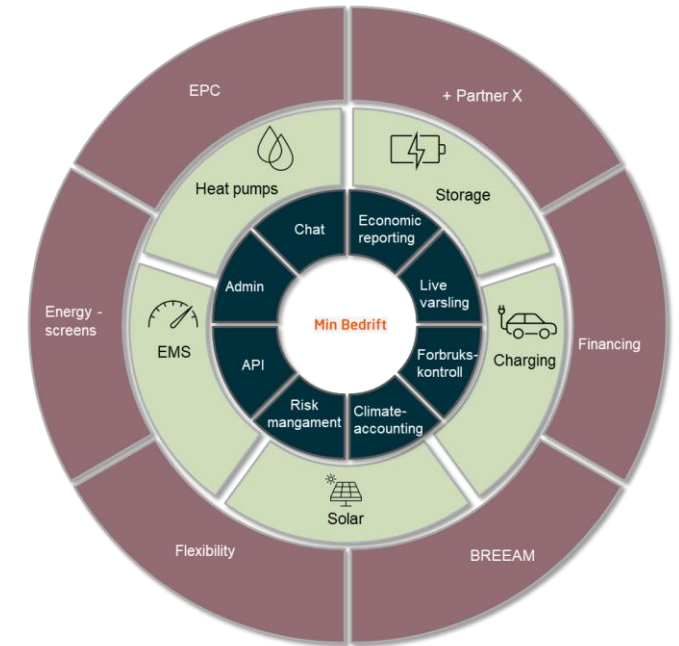 EPC
+ Partner X
Heat pumps
Storage
Chat
Economic
reporting
Admin
Live
varsling
Energy -
screens
Min Bedrift
Financing
EMS
API
Forbruks-
kontroll
Charging
Risk
mangament
Climate-
accounting
Solar
Flexibility
BREEAM